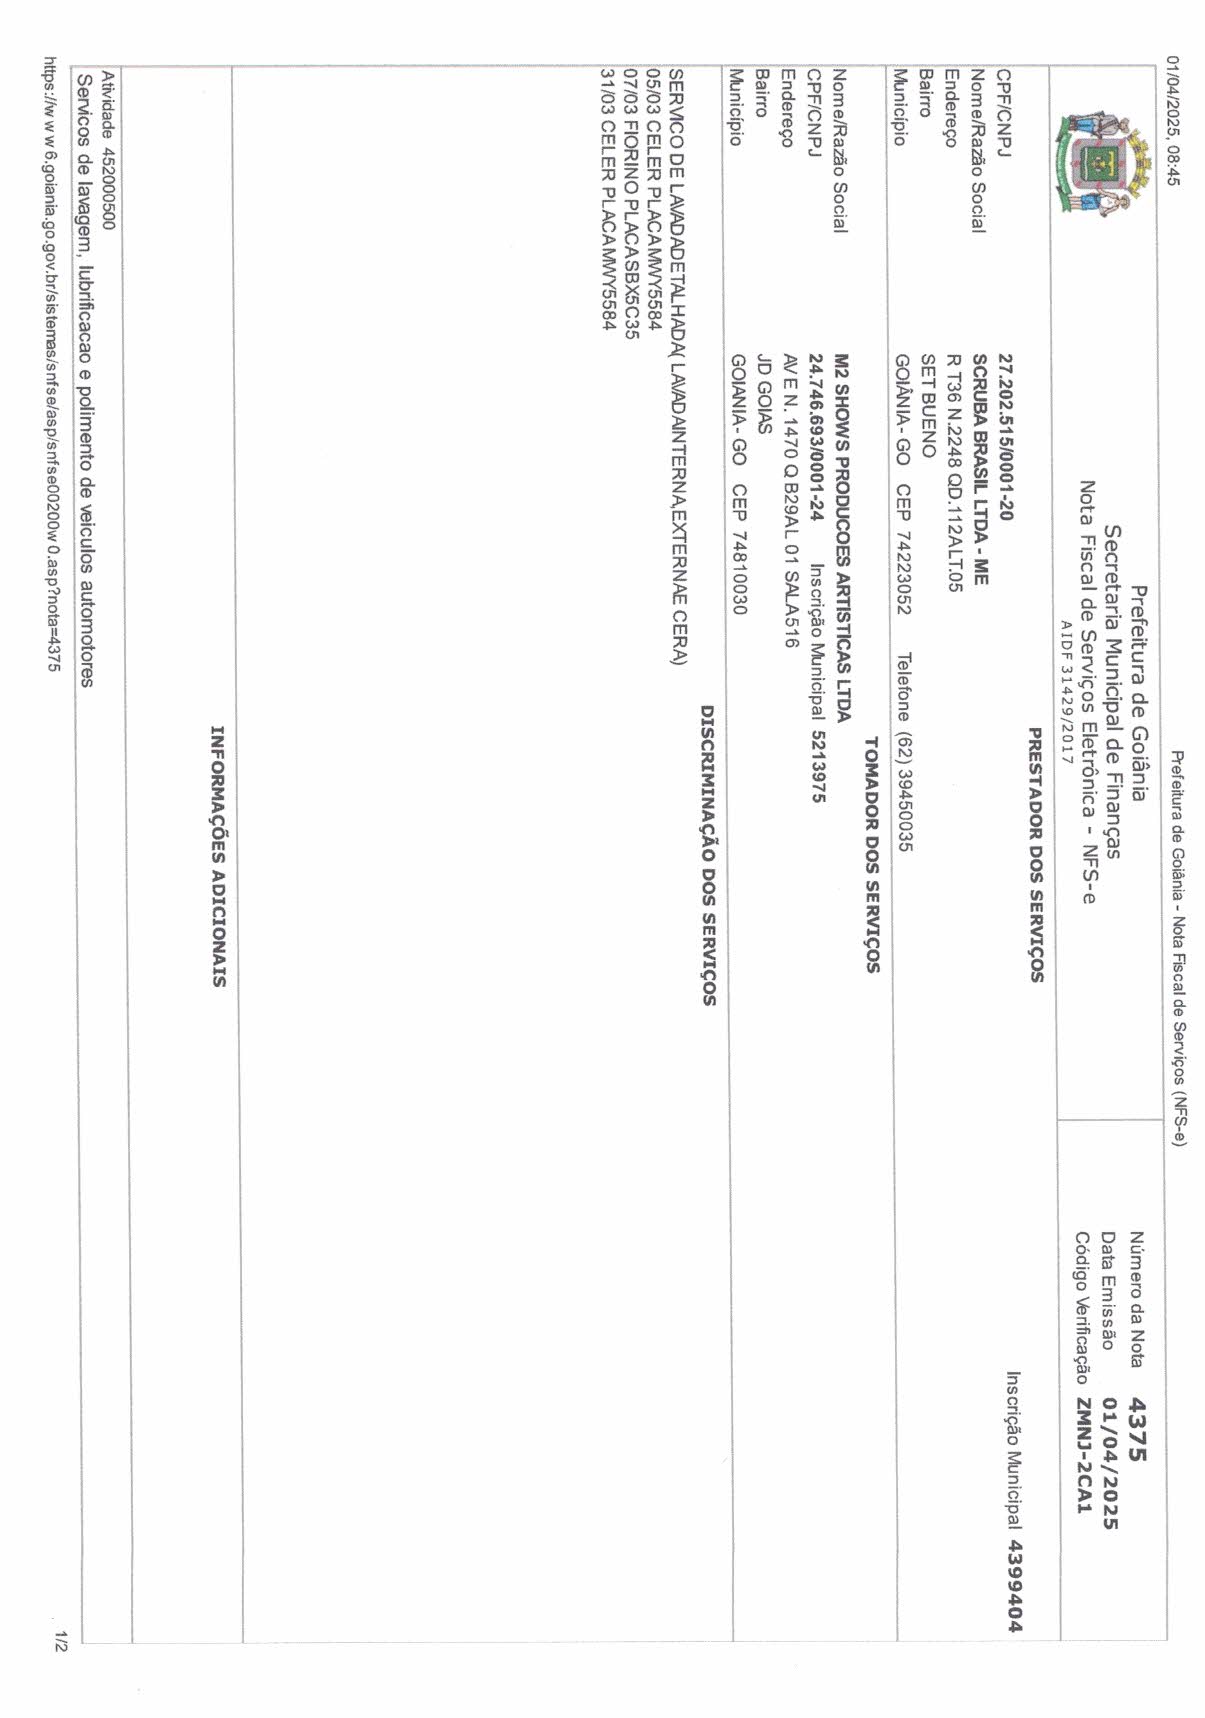 01/04/2025, 08:45
Prefeitura de Goiânia - Nota Fiscal de Serviços (NFS-e)
Prefeitura de Goiânia
Secretaria Municipal de Finanças
Nota Fiscal de Serviços Eletrônica - NFS-e
AIDF 31429/2017
Número da Nota 4375
Data Emissão 01/04/2025
Código Verificação ZMNJ-2CA1
PRESTADOR DOS SERVIÇOS
CPF/CNPJ 27.202.515/0001-20 Inscrição Municipal 4399404
Nome/Razão Social SCRUBA BRASIL LTDA - ME
Endereço R T36 N.2248 QD.112ALT.05
Bairro SET BUENO
Município GOIÂNIA - GO CEP 74223052 Telefone (62) 39450035
TOMADOR DOS SERVIÇOS
Nome/Razão Social M2 SHOWS PRODUCOES ARTISTICAS LTDA
CPF/CNPJ 24.746.693/0001-24 Inscrição Municipal 5213975
Endereço AV E N. 1470 Q B29AL 01 SALA516
Bairro JD GOIAS
Município GOIANIA - GO CEP 74810030
DISCRIMINAÇÃO DOS SERVIÇOS
SERVICO DE LAVADADETALHADA( LAVADAINTERNA,EXTERNAE CERA)
05/03 CELER PLACAMWY5584
07/03 FIORINO PLACASBX5C35
31/03 CELER PLACAMWY5584
INFORMAÇÕES ADICIONAIS
Atividade 452000500
Servicos de lavagem, lubrificacao e polimento de veiculos automotores
https://www6.goiania.go.gov.br/sistemas/snfse/asp/snfse00200w0.asp?nota=4375
1/2